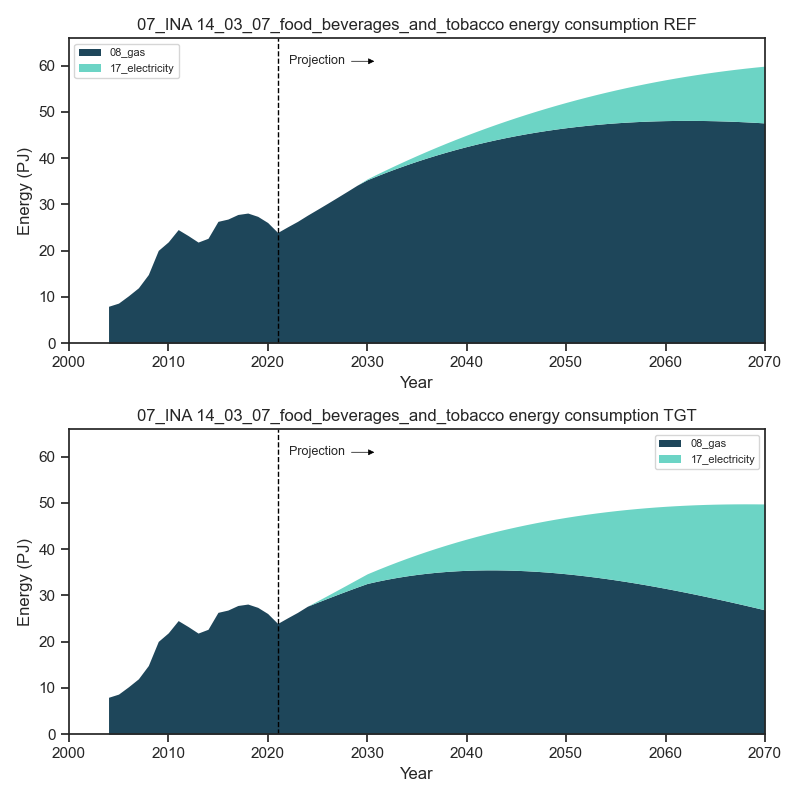 07_INA 14_03_07_food_beverages_and_tobacco energy consumption REF
08_gas
17_electricity
Projection
60
50
40
30
20
10
0
Energy (PJ)
2000 2010 2020 2030 2040 2050 2060 2070
Year
07_INA 14_03_07_food_beverages_and_tobacco energy consumption TGT
Projection
08_gas
17_electricity
60
50
40
30
20
10
0
Energy (PJ)
2000 2010 2020 2030 2040 2050 2060 2070
Year